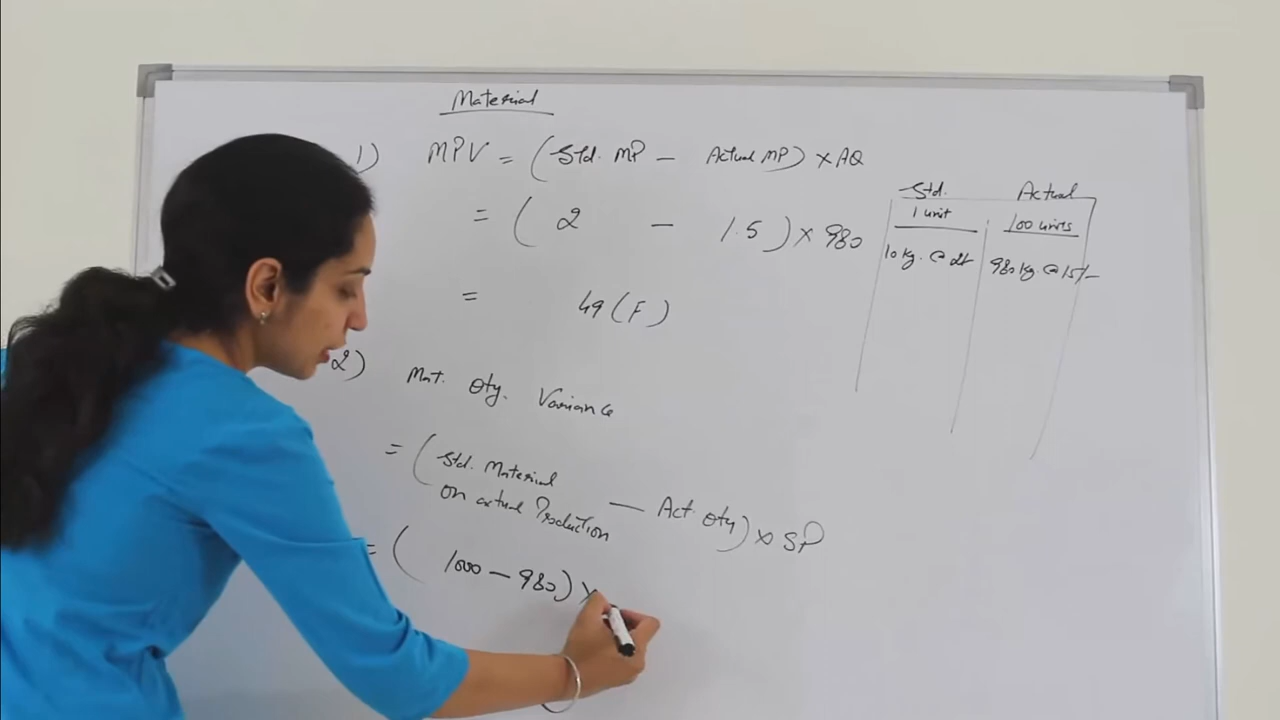 Material
1) MPV = (Std. MP - Actual MP) × AQ
= ( 2 - 1.5 ) × 980
= 49 (F)
2) Mat. Qty. Variance
= ( Std. Material on actual Production - Act. Qty ) × SP
= ( 1000 - 980 ) ×
Std. Actual
1 unit 100 units
10 kg. @ 2/- 980 kg. @ 1.5/-